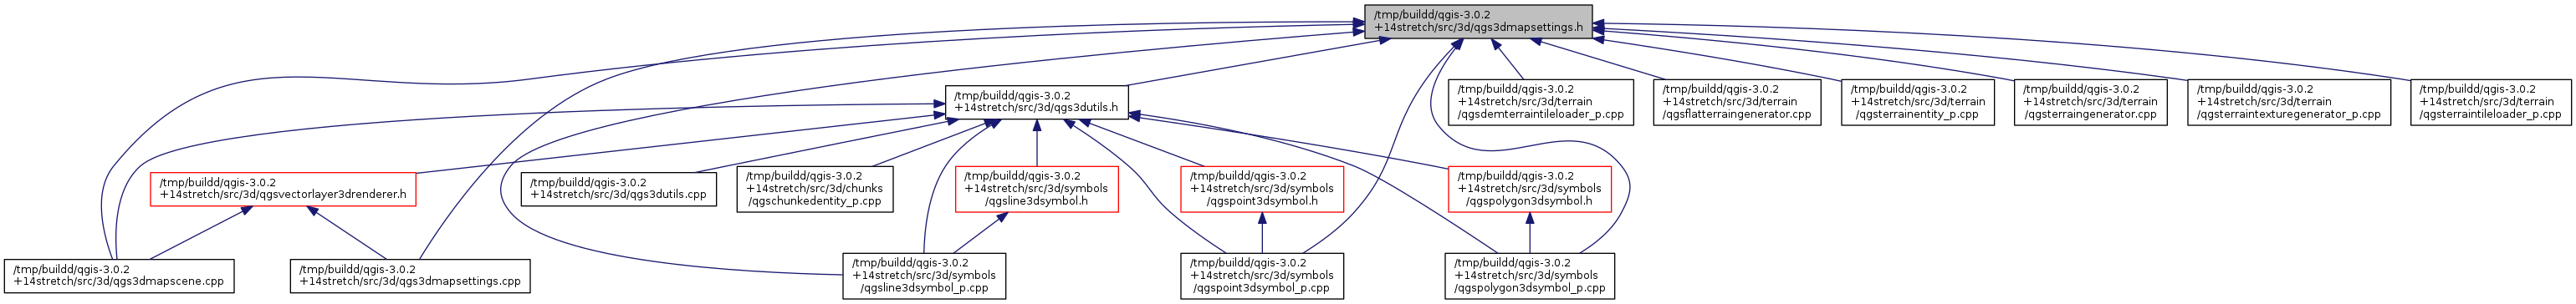 /tmp/buildd/qgis-3.0.2
+14stretch/src/3d/qgs3dmapsettings.h
/tmp/buildd/qgis-3.0.2
+14stretch/src/3d/qgs3dutils.h
/tmp/buildd/qgis-3.0.2
+14stretch/src/3d/terrain
/qgsdemterraintileloader_p.cpp
/tmp/buildd/qgis-3.0.2
+14stretch/src/3d/terrain
/qgsflatterraingenerator.cpp
/tmp/buildd/qgis-3.0.2
+14stretch/src/3d/terrain
/qgsterrainentity_p.cpp
/tmp/buildd/qgis-3.0.2
+14stretch/src/3d/terrain
/qgsterraingenerator.cpp
/tmp/buildd/qgis-3.0.2
+14stretch/src/3d/terrain
/qgsterraintexturegenerator_p.cpp
/tmp/buildd/qgis-3.0.2
+14stretch/src/3d/terrain
/qgsterraintileloader_p.cpp
/tmp/buildd/qgis-3.0.2
+14stretch/src/3d/qgsvectorlayer3drenderer.h
/tmp/buildd/qgis-3.0.2
+14stretch/src/3d/qgs3dutils.cpp
/tmp/buildd/qgis-3.0.2
+14stretch/src/3d/chunks
/qgschunkedentity_p.cpp
/tmp/buildd/qgis-3.0.2
+14stretch/src/3d/symbols
/qgsline3dsymbol.h
/tmp/buildd/qgis-3.0.2
+14stretch/src/3d/symbols
/qgspoint3dsymbol.h
/tmp/buildd/qgis-3.0.2
+14stretch/src/3d/symbols
/qgspolygon3dsymbol.h
/tmp/buildd/qgis-3.0.2
+14stretch/src/3d/qgs3dmapscene.cpp
/tmp/buildd/qgis-3.0.2
+14stretch/src/3d/qgs3dmapsettings.cpp
/tmp/buildd/qgis-3.0.2
+14stretch/src/3d/symbols
/qgsline3dsymbol_p.cpp
/tmp/buildd/qgis-3.0.2
+14stretch/src/3d/symbols
/qgspoint3dsymbol_p.cpp
/tmp/buildd/qgis-3.0.2
+14stretch/src/3d/symbols
/qgspolygon3dsymbol_p.cpp